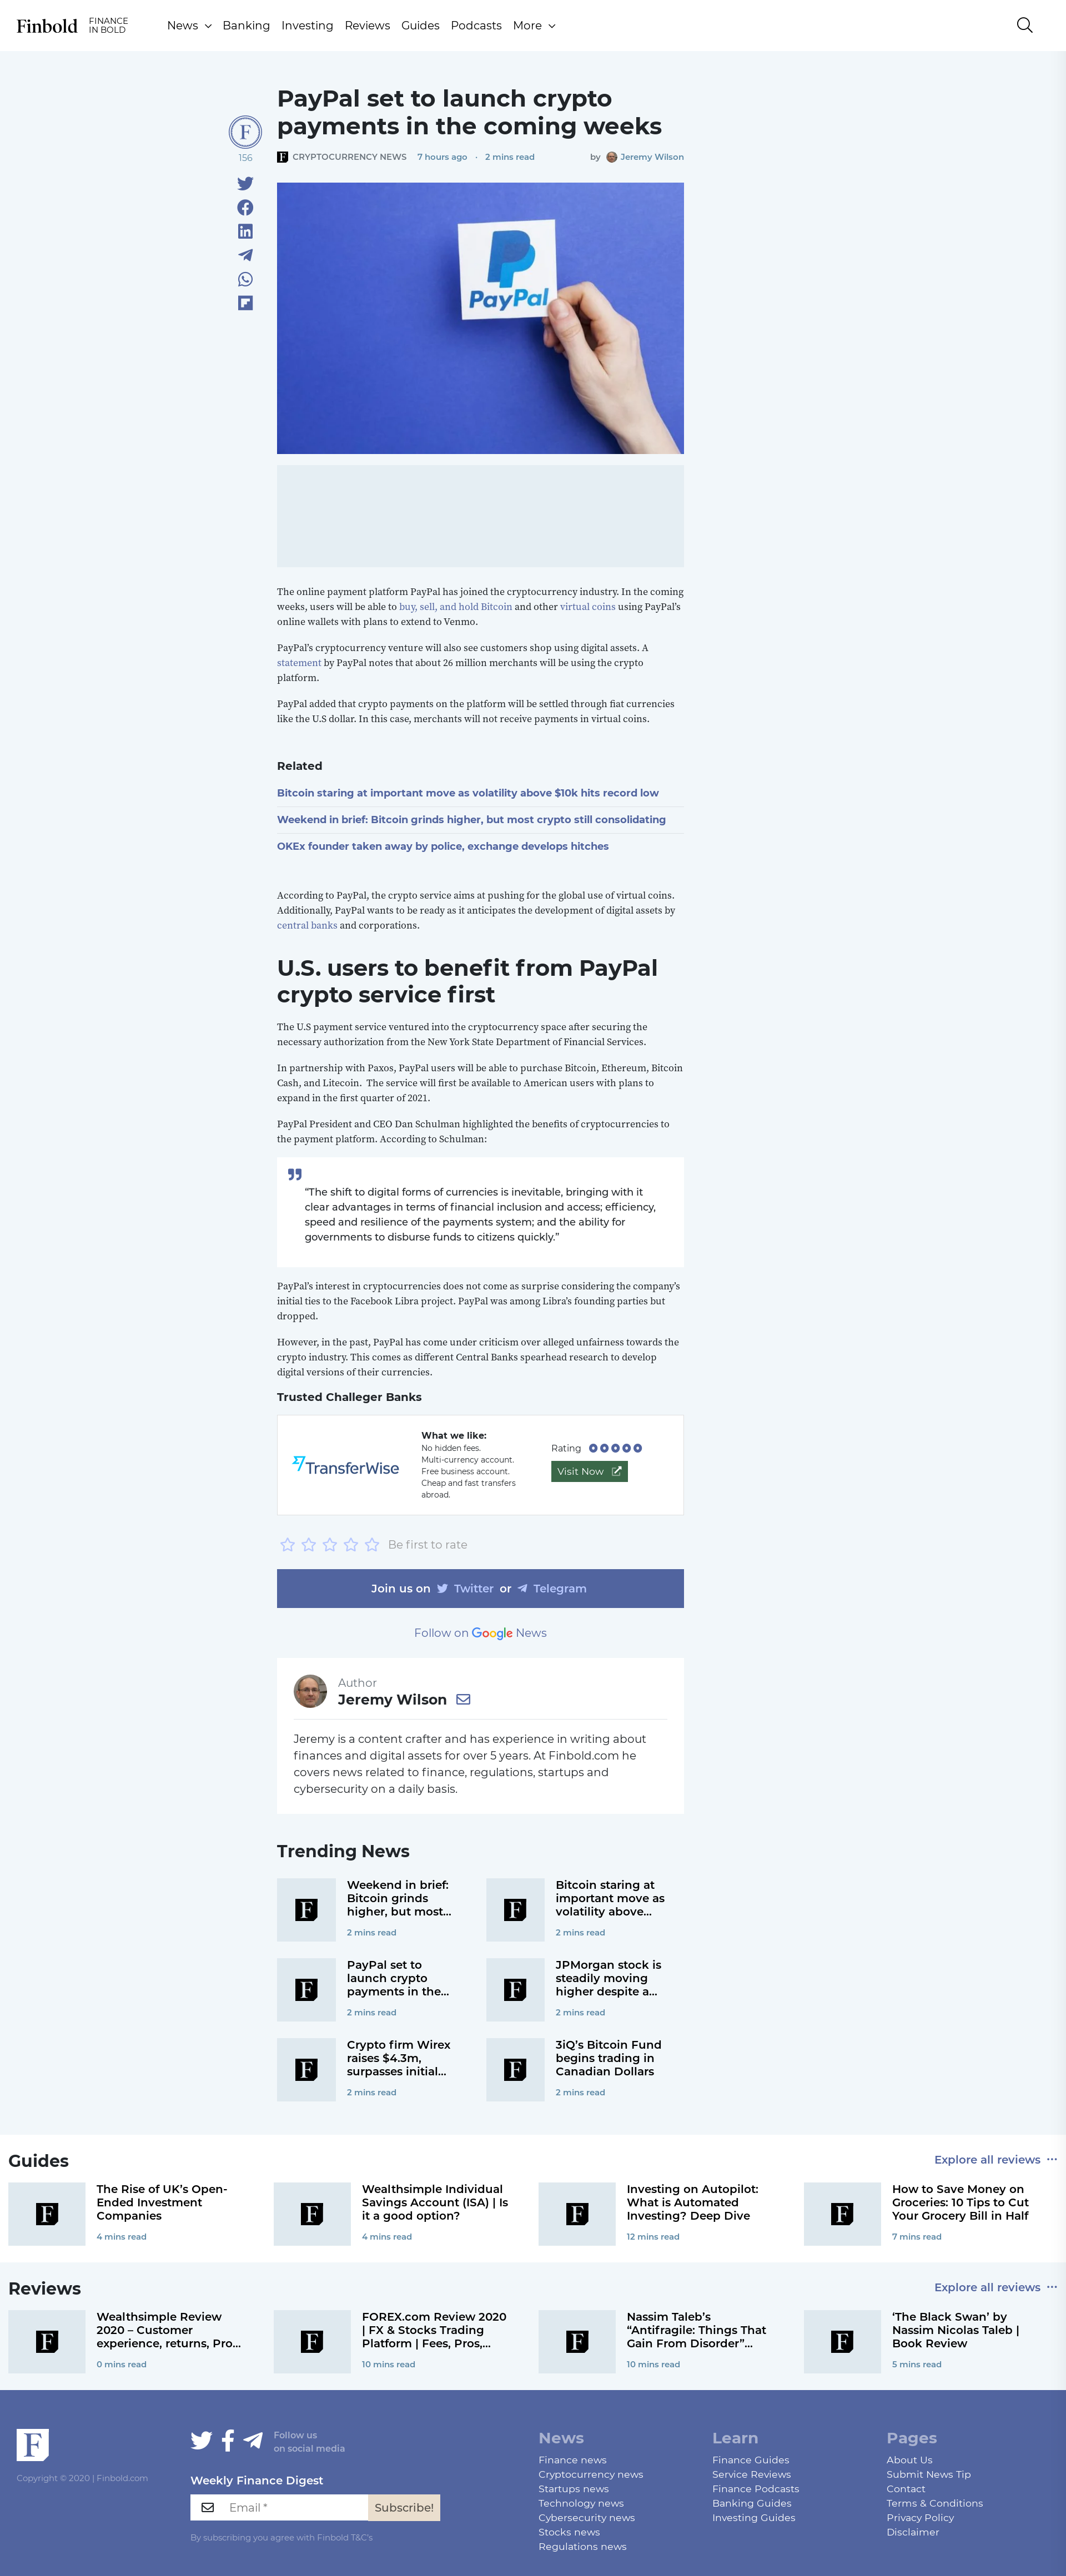 Finbold
FINANCE
IN BOLD
News Banking Investing Reviews Guides Podcasts More
PayPal set to launch crypto
payments in the coming weeks
F
156
F CRYPTOCURRENCY NEWS 7 hours ago · 2 mins read by Jeremy Wilson
PayPal
The online payment platform PayPal has joined the cryptocurrency industry. In the coming
weeks, users will be able to buy, sell, and hold Bitcoin and other virtual coins using PayPal's
online wallets with plans to extend to Venmo.
PayPal's cryptocurrency venture will also see customers shop using digital assets. A
statement by PayPal notes that about 26 million merchants will be using the crypto
platform.
PayPal added that crypto payments on the platform will be settled through fiat currencies
like the U.S dollar. In this case, merchants will not receive payments in virtual coins.
Related
Bitcoin staring at important move as volatility above $10k hits record low
Weekend in brief: Bitcoin grinds higher, but most crypto still consolidating
OKEx founder taken away by police, exchange develops hitches
According to PayPal, the crypto service aims at pushing for the global use of virtual coins.
Additionally, PayPal wants to be ready as it anticipates the development of digital assets by
central banks and corporations.
U.S. users to benefit from PayPal
crypto service first
The U.S payment service ventured into the cryptocurrency space after securing the
necessary authorization from the New York State Department of Financial Services.
In partnership with Paxos, PayPal users will be able to purchase Bitcoin, Ethereum, Bitcoin
Cash, and Litecoin. The service will first be available to American users with plans to
expand in the first quarter of 2021.
PayPal President and CEO Dan Schulman highlighted the benefits of cryptocurrencies to
the payment platform. According to Schulman:
"The shift to digital forms of currencies is inevitable, bringing with it
clear advantages in terms of financial inclusion and access; efficiency,
speed and resilience of the payments system; and the ability for
governments to disburse funds to citizens quickly."
PayPal's interest in cryptocurrencies does not come as surprise considering the company's
initial ties to the Facebook Libra project. PayPal was among Libra's founding parties but
dropped.
However, in the past, PayPal has come under criticism over alleged unfairness towards the
crypto industry. This comes as different Central Banks spearhead research to develop
digital versions of their currencies.
Trusted Challeger Banks
TransferWise
What we like:
No hidden fees.
Multi-currency account.
Free business account.
Cheap and fast transfers
abroad.
Rating
Visit Now
Be first to rate
Join us on Twitter or Telegram
Follow on Google News
Author
Jeremy Wilson
Jeremy is a content crafter and has experience in writing about
finances and digital assets for over 5 years. At Finbold.com he
covers news related to finance, regulations, startups and
cybersecurity on a daily basis.
Trending News
F
Weekend in brief:
Bitcoin grinds
higher, but most...
2 mins read
F
Bitcoin staring at
important move as
volatility above...
2 mins read
F
PayPal set to
launch crypto
payments in the...
2 mins read
F
JPMorgan stock is
steadily moving
higher despite a...
2 mins read
F
Crypto firm Wirex
raises $4.3m,
surpasses initial...
2 mins read
F
3iQ's Bitcoin Fund
begins trading in
Canadian Dollars
2 mins read
Guides
Explore all reviews ...
F
The Rise of UK's Open-
Ended Investment
Companies
4 mins read
F
Wealthsimple Individual
Savings Account (ISA) | Is
it a good option?
4 mins read
F
Investing on Autopilot:
What is Automated
Investing? Deep Dive
12 mins read
F
How to Save Money on
Groceries: 10 Tips to Cut
Your Grocery Bill in Half
7 mins read
Reviews
Explore all reviews ...
F
Wealthsimple Review
2020 – Customer
experience, returns, Pro...
0 mins read
F
FOREX.com Review 2020
| FX & Stocks Trading
Platform | Fees, Pros,...
10 mins read
F
Nassim Taleb's
"Antifragile: Things That
Gain From Disorder"...
10 mins read
F
'The Black Swan' by
Nassim Nicolas Taleb |
Book Review
5 mins read
F
Copyright © 2020 | Finbold.com
Follow us
on social media
Weekly Finance Digest
Email *
Subscribe!
By subscribing you agree with Finbold T&C's
News
Finance news
Cryptocurrency news
Startups news
Technology news
Cybersecurity news
Stocks news
Regulations news
Learn
Finance Guides
Service Reviews
Finance Podcasts
Banking Guides
Investing Guides
Pages
About Us
Submit News Tip
Contact
Terms & Conditions
Privacy Policy
Disclaimer